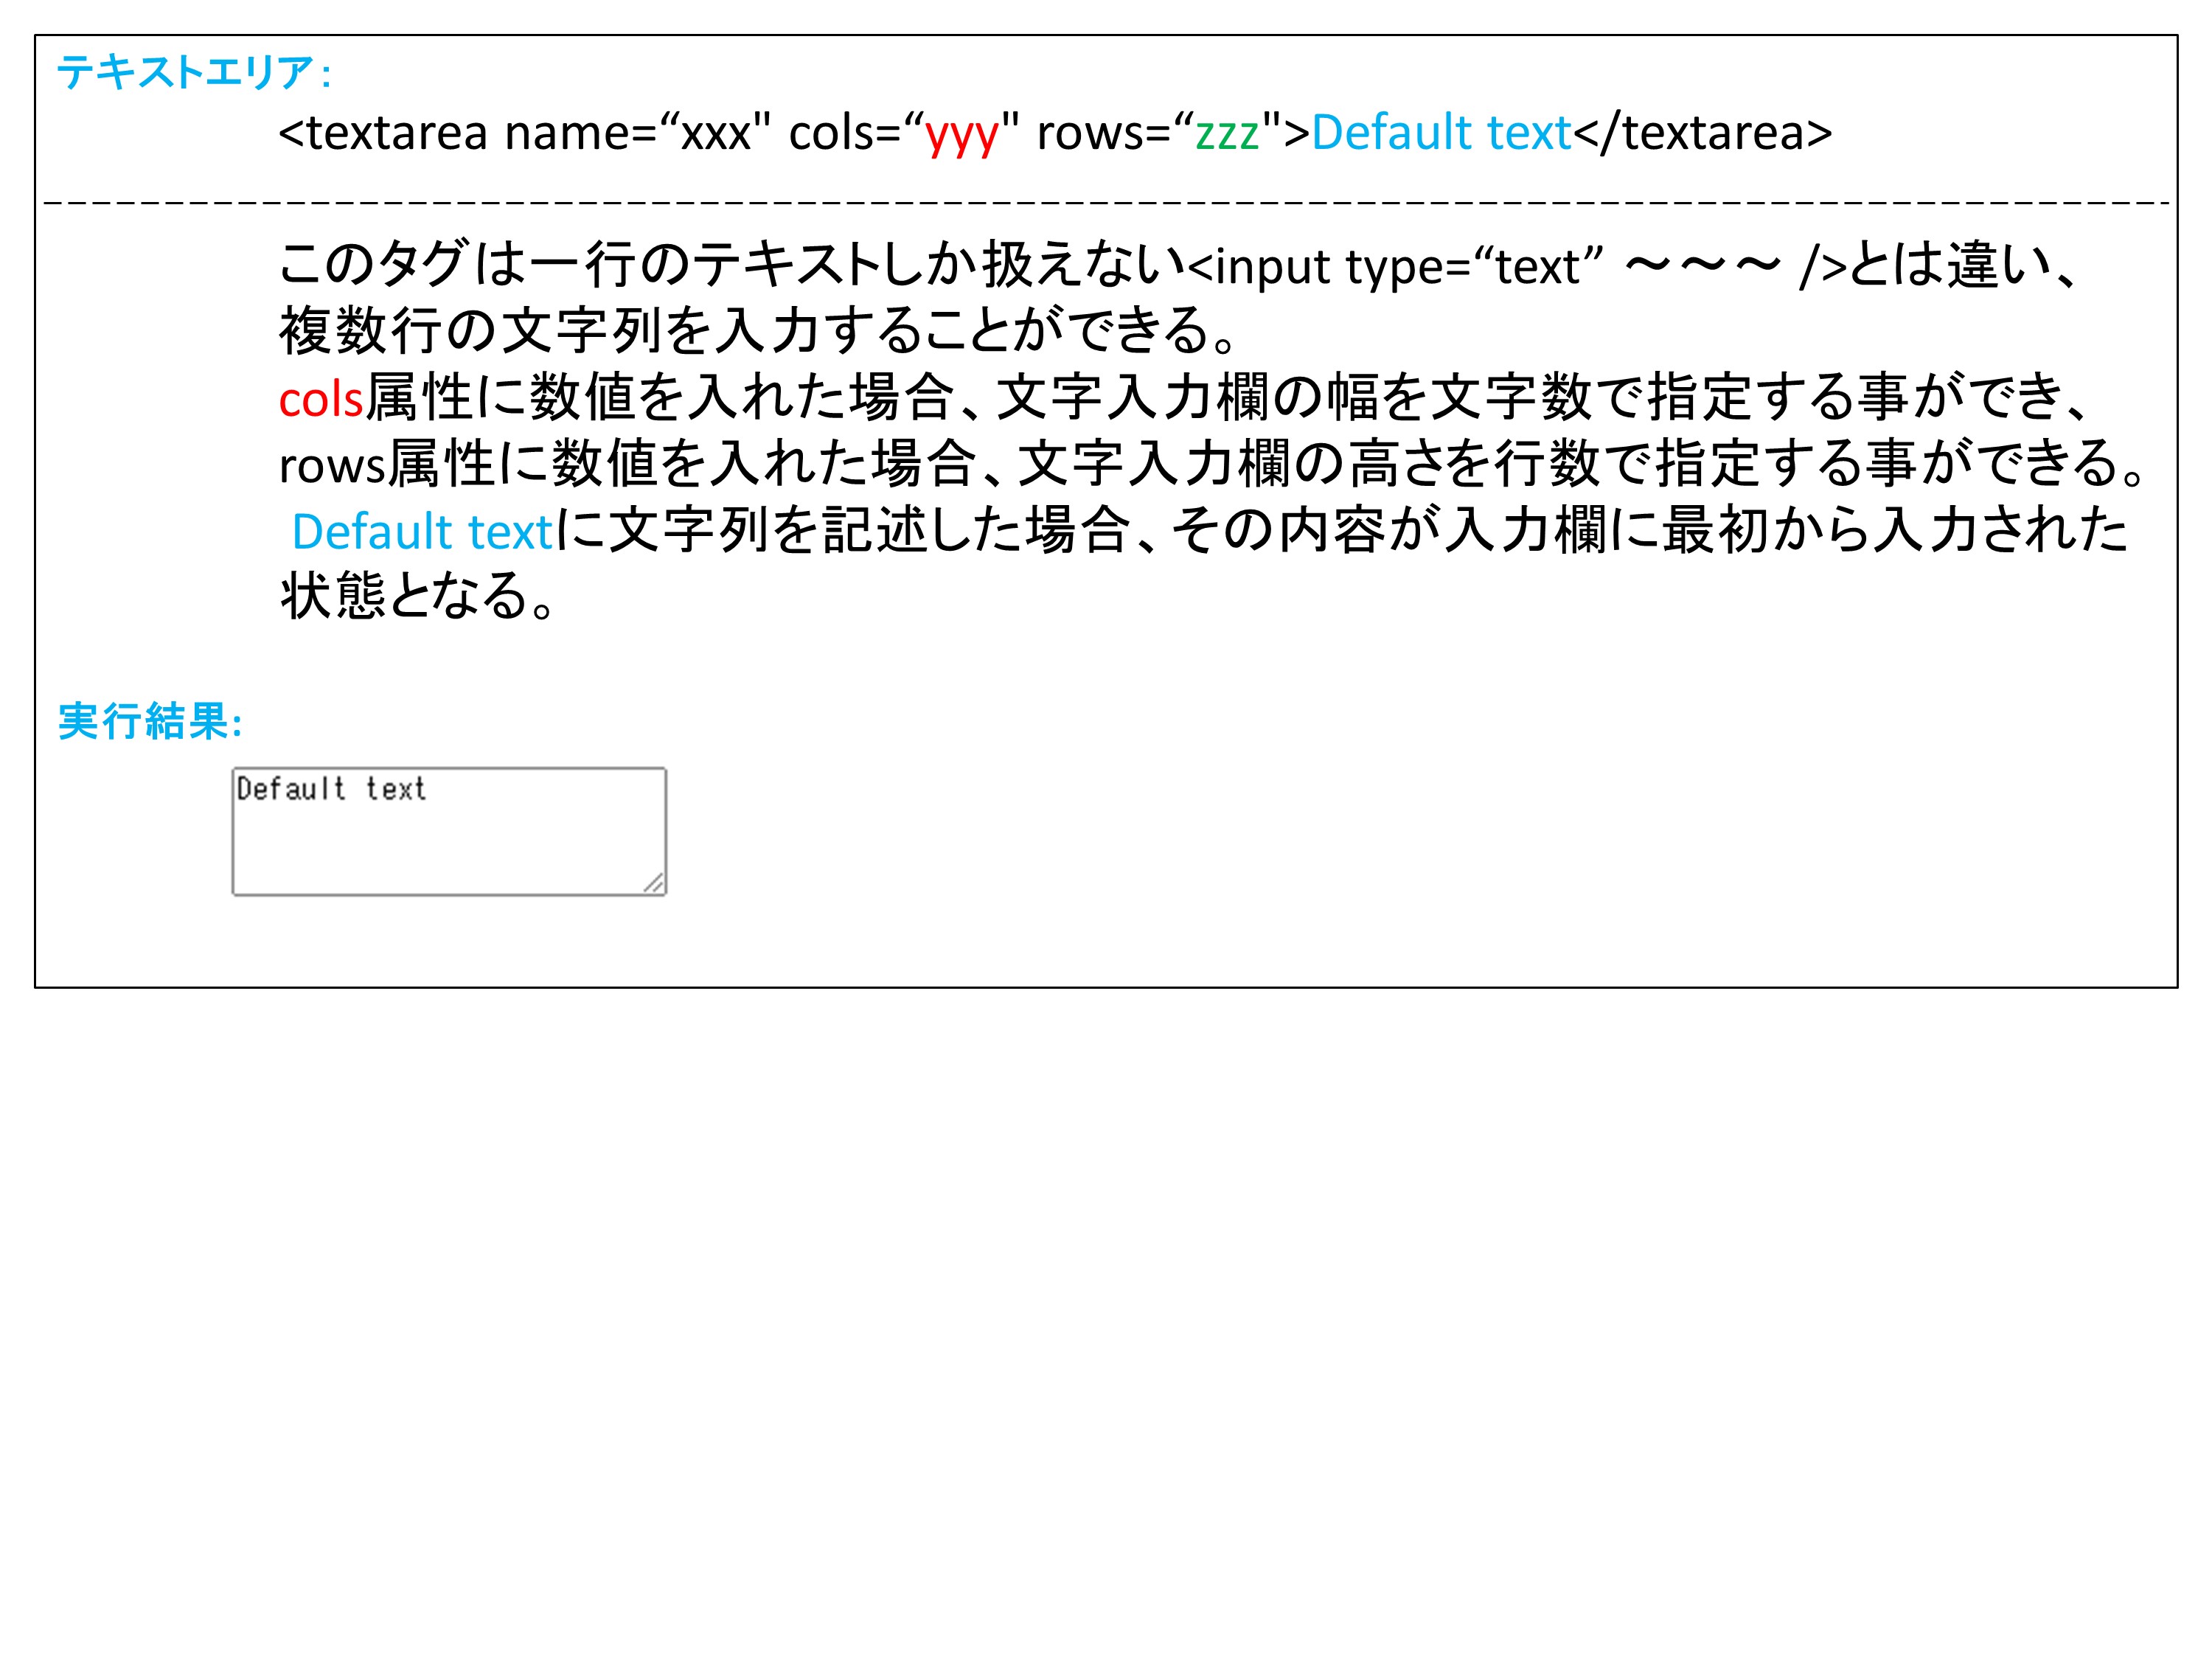 テキストエリア：
<textarea name=“xxx" cols=“yyy" rows=“zzz">Default text</textarea>
このタグは一行のテキストしか扱えない<input type=“text” ～～～ />とは違い、
複数行の文字列を入力することができる。
cols属性に数値を入れた場合、文字入力欄の幅を文字数で指定する事ができ、
rows属性に数値を入れた場合、文字入力欄の高さを行数で指定する事ができる。
Default textに文字列を記述した場合、その内容が入力欄に最初から入力された
状態となる。
実行結果:
Default text